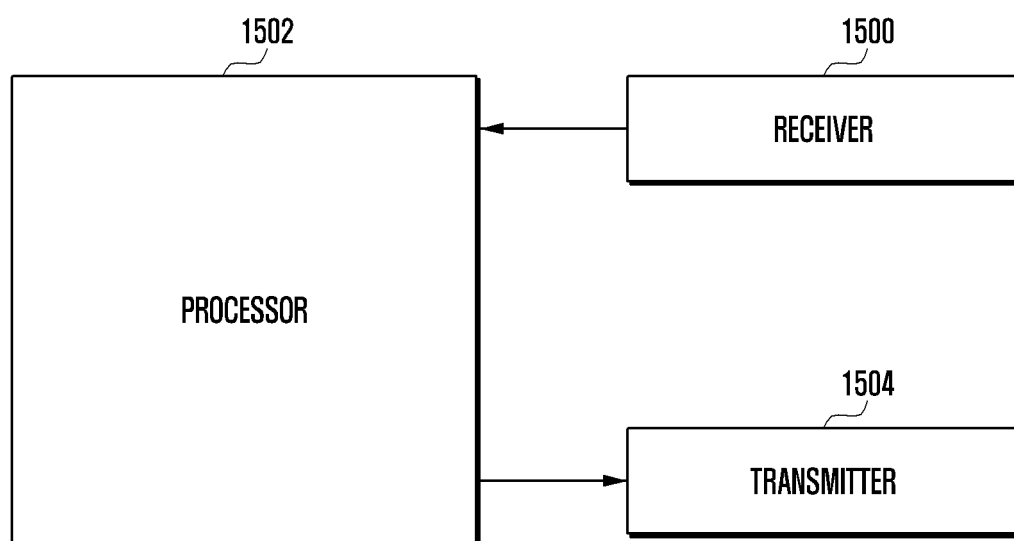 1502
1500
RECEIVER
PROCESSOR
1504
TRANSMITTER